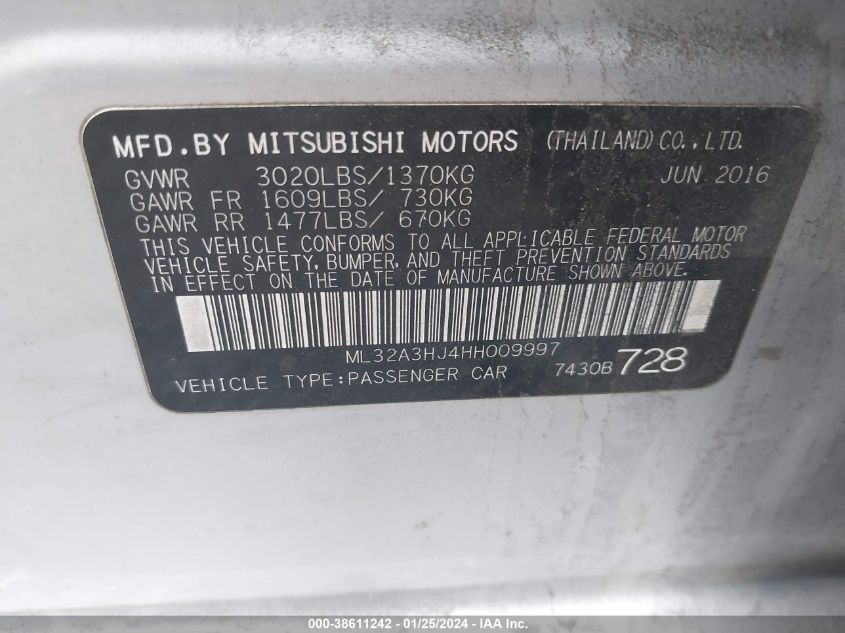 MFD.BY MITSUBISHI MOTORS (THAILAND) CO., LTD.
GVWR 3020LBS/1370KG JUN 2016
GAWR FR 1609LBS/ 730KG
GAWR RR 1477LBS/ 670KG
THIS VEHICLE CONFORMS TO ALL APPLICABLE FEDERAL MOTOR
VEHICLE SAFETY, BUMPER, AND THEFT PREVENTION STANDARDS
IN EFFECT ON THE DATE OF MANUFACTURE SHOWN ABOVE.
ML32A3HJ4HH009997
VEHICLE TYPE:PASSENGER CAR 7430B 728
000-38611242 - 01/25/2024 - IAA Inc.